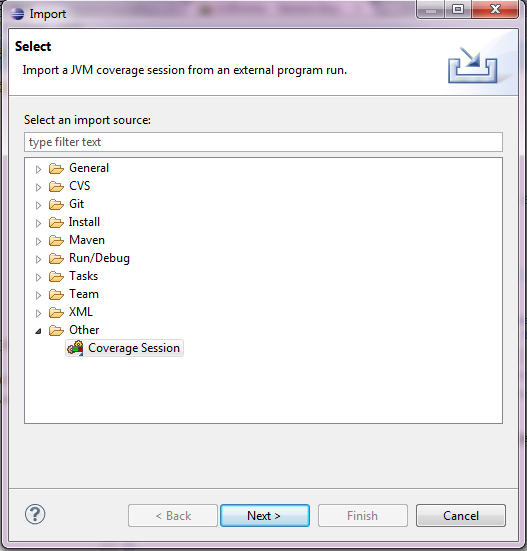 Import
Select
Import a JVM coverage session from an external program run.
Select an import source:
type filter text
General
CVS
Git
Install
Maven
Run/Debug
Tasks
Team
XML
Other
Coverage Session
? < Back Next > Finish Cancel